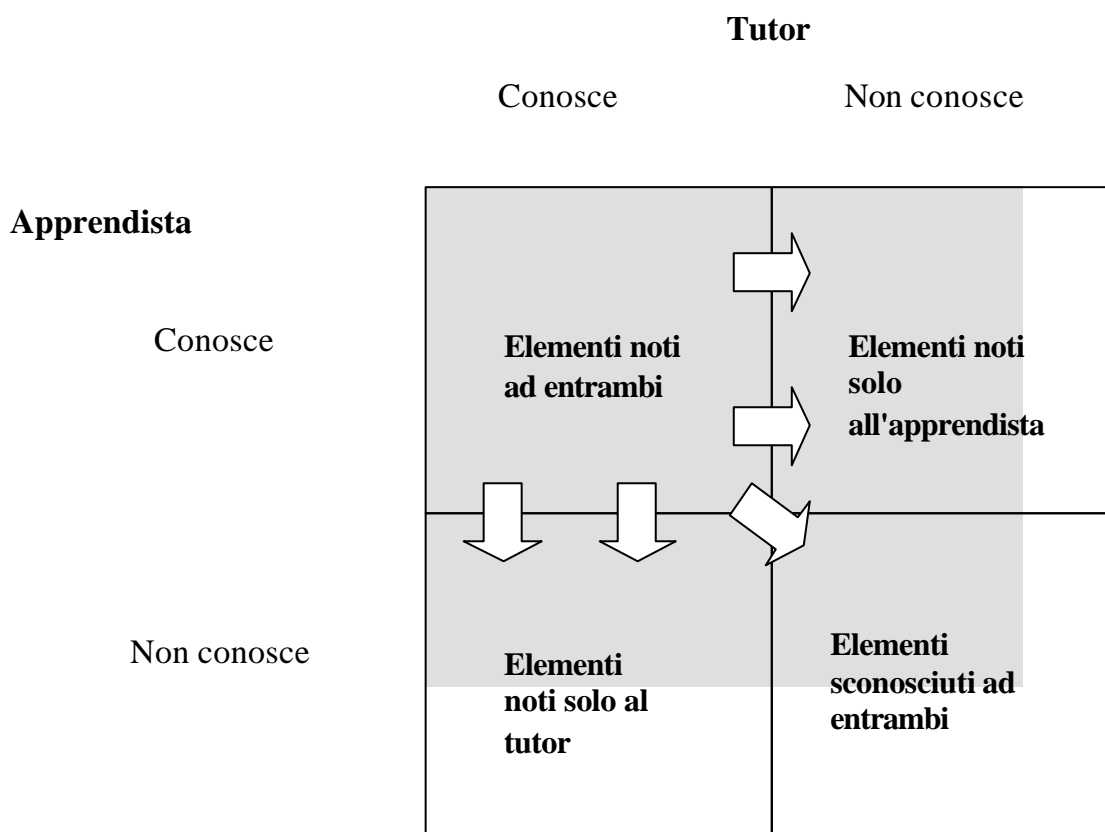 Tutor
Conosce
Non conosce
Apprendista
Conosce
Elementi noti
ad entrambi
Elementi noti
solo
all'apprendista
Non conosce
Elementi
noti solo al
tutor
Elementi
sconosciuti ad
entrambi